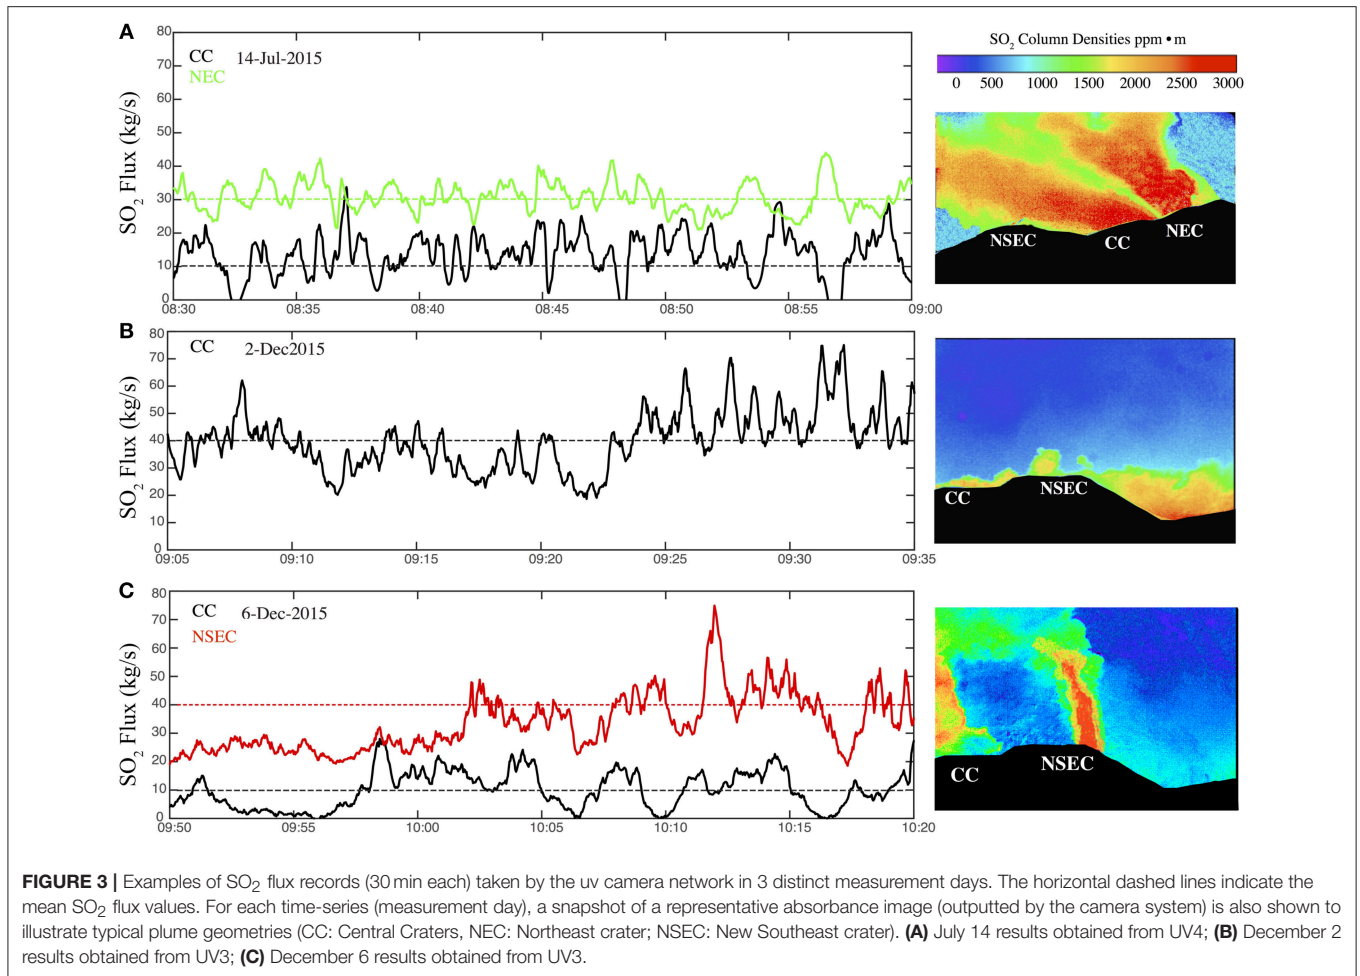 A
80
70
60
50
40
30
20
10
0
SO2 Flux (kg/s)
CC 14-Jul-2015
NEC
08:30 08:35 08:40 08:45 08:50 08:55 09:00
SO2 Column Densities ppm • m
0 500 1000 1500 2000 2500 3000
NSEC CC NEC
B
80
70
60
50
40
30
20
10
0
SO2 Flux (kg/s)
CC 2-Dec2015
09:05 09:10 09:15 09:20 09:25 09:30 09:35
CC NSEC
C
80
70
60
50
40
30
20
10
0
SO2 Flux (kg/s)
CC 6-Dec-2015
NSEC
09:50 09:55 10:00 10:05 10:10 10:15 10:20
CC NSEC
FIGURE 3 | Examples of SO2 flux records (30 min each) taken by the uv camera network in 3 distinct measurement days. The horizontal dashed lines indicate the
mean SO2 flux values. For each time-series (measurement day), a snapshot of a representative absorbance image (outputted by the camera system) is also shown to
illustrate typical plume geometries (CC: Central Craters, NEC: Northeast crater; NSEC: New Southeast crater). (A) July 14 results obtained from UV4; (B) December 2
results obtained from UV3; (C) December 6 results obtained from UV3.